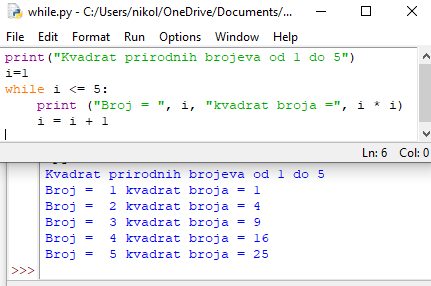 while.py - C:/Users/nikol/OneDrive/Documents/...
File Edit Format Run Options Window Help
print("Kvadrat prirodnih brojeva od 1 do 5")
i=1
while i <= 5:
    print ("Broj = ", i, "kvadrat broja =", i * i)
    i = i + 1
Ln: 6 Col: 0
Kvadrat prirodnih brojeva od 1 do 5
Broj =  1 kvadrat broja = 1
Broj =  2 kvadrat broja = 4
Broj =  3 kvadrat broja = 9
Broj =  4 kvadrat broja = 16
Broj =  5 kvadrat broja = 25
>>>